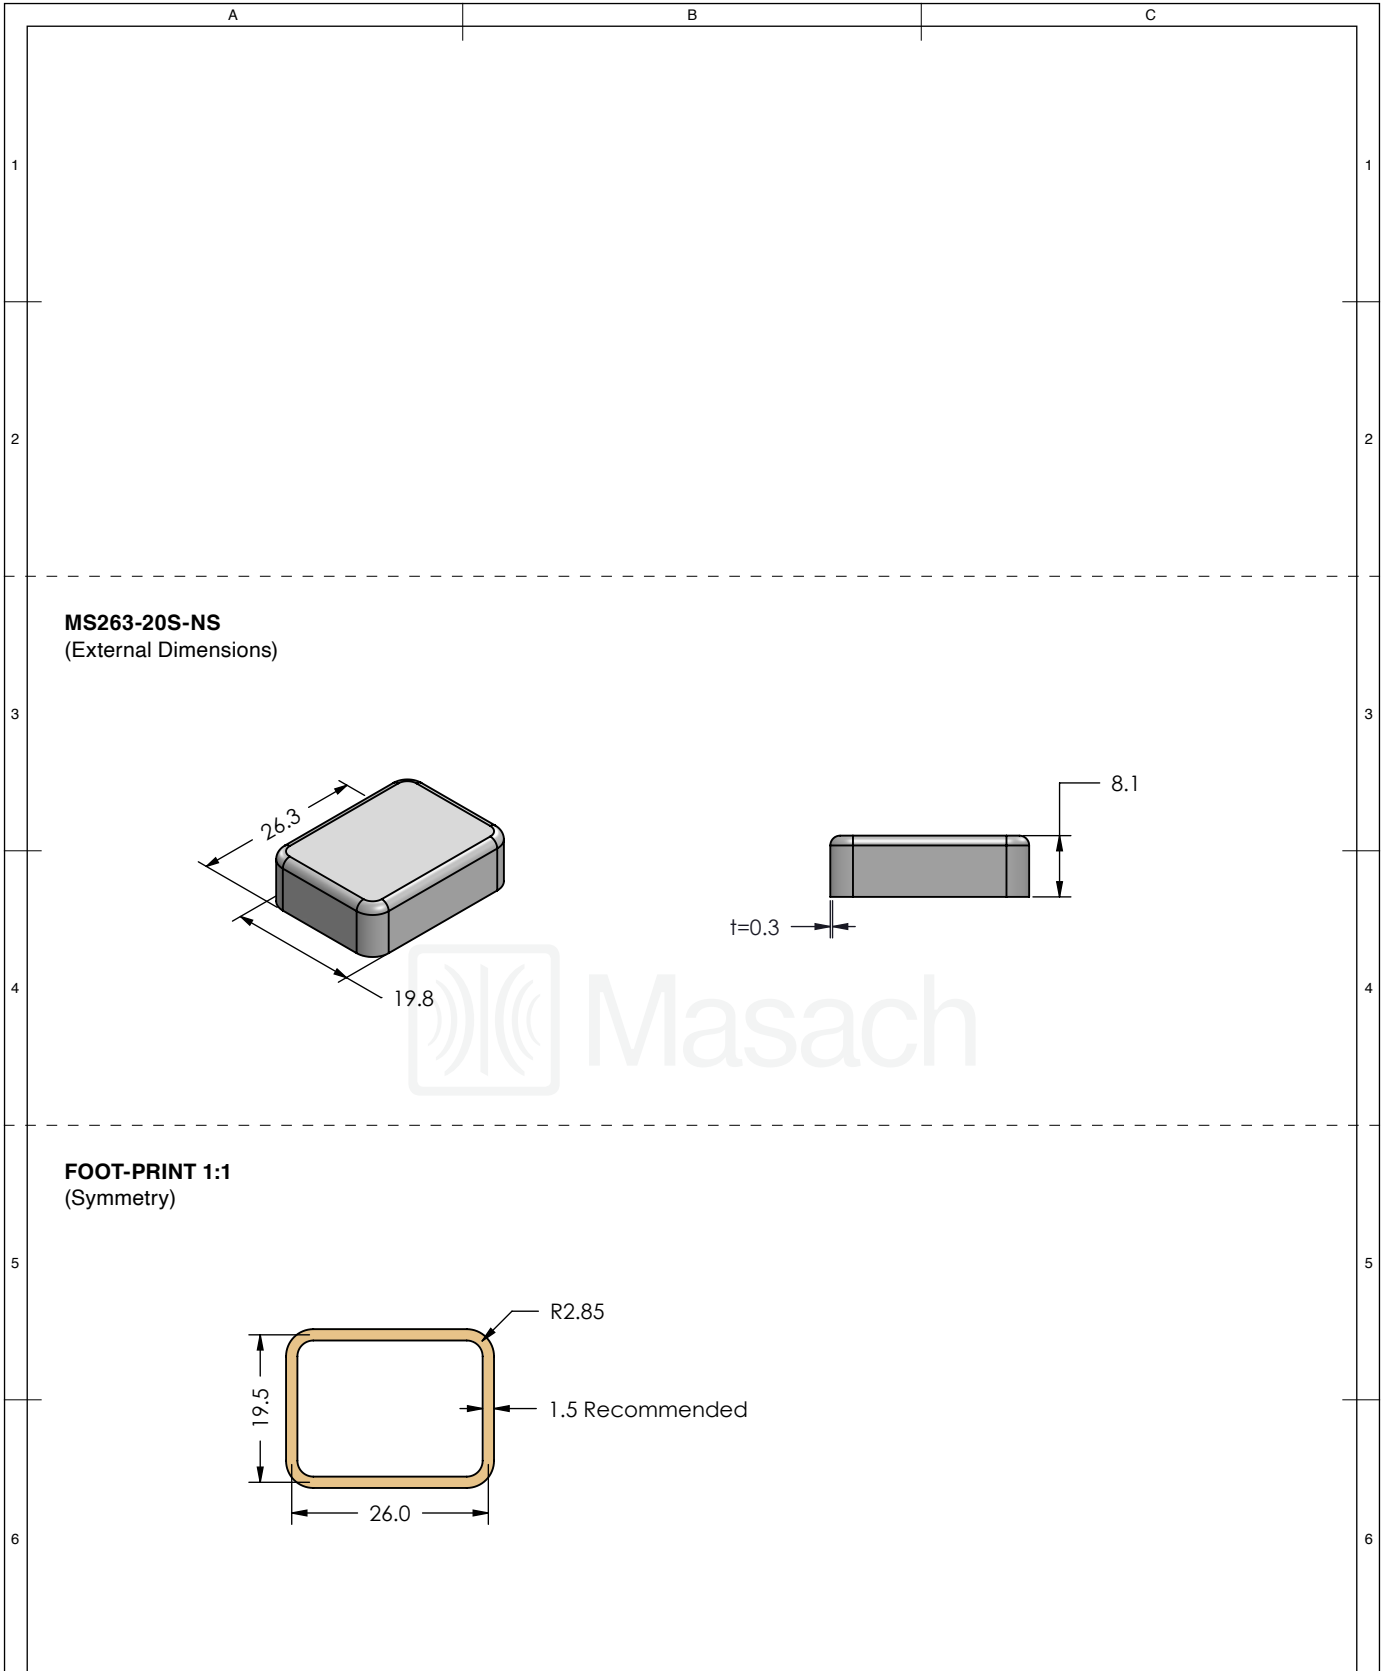 A B C
1 1
2 2
MS263-20S-NS
(External Dimensions)
3 3
26.3
8.1
t=0.3
4 4
19.8
Masach
FOOT-PRINT 1:1
(Symmetry)
5 5
R2.85
19.5
1.5 Recommended
26.0
6 6